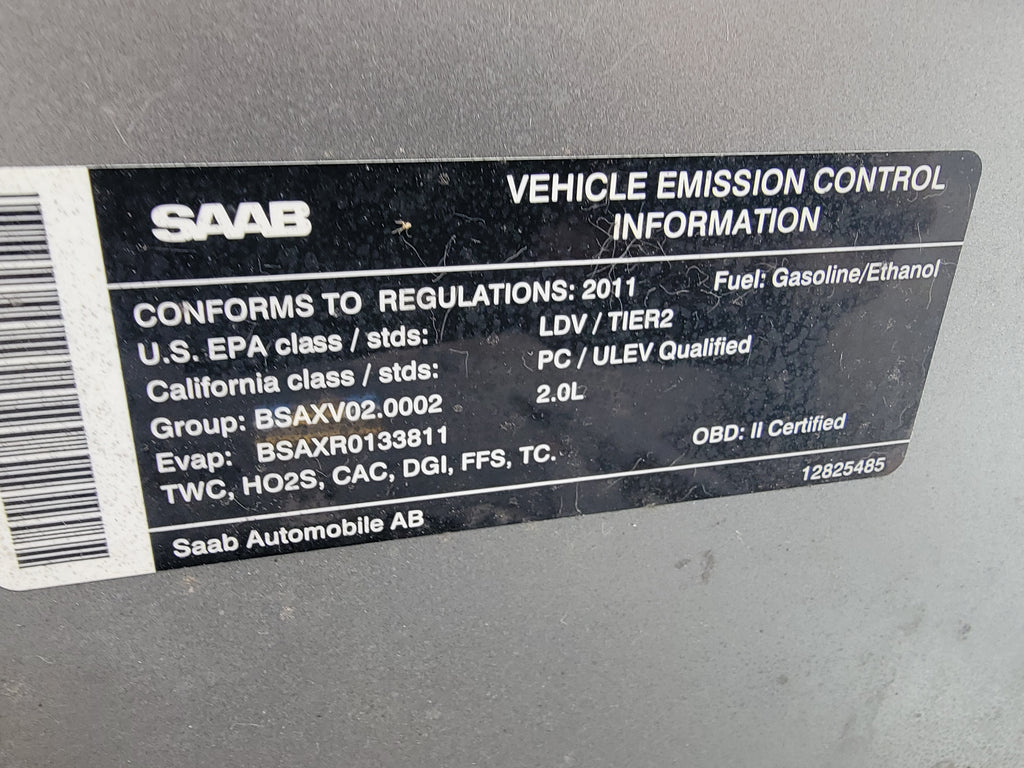 SAAB
VEHICLE EMISSION CONTROL
INFORMATION
CONFORMS TO REGULATIONS: 2011
Fuel: Gasoline/Ethanol
U.S. EPA class / stds: LDV / TIER2
California class / stds: PC / ULEV Qualified
Group: BSAXV02.0002 2.0L
Evap: BSAXR0133811
OBD: II Certified
TWC, HO2S, CAC, DGI, FFS, TC.
12825485
Saab Automobile AB